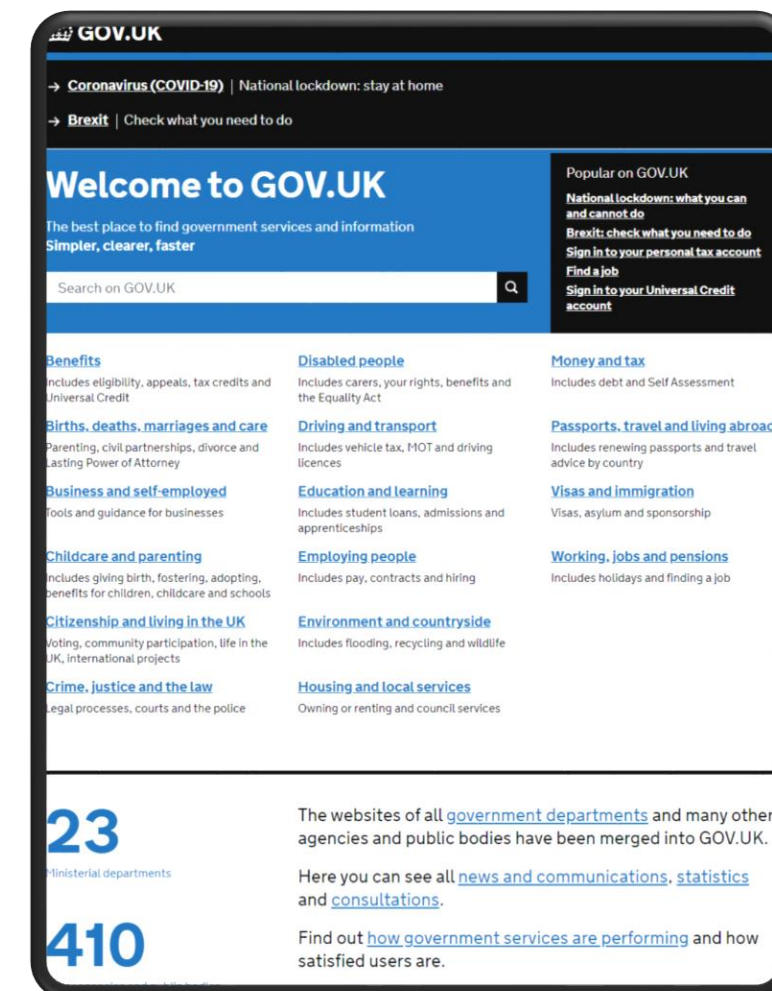 GOV.UK
→ Coronavirus (COVID-19) | National lockdown: stay at home
→ Brexit | Check what you need to do
Welcome to GOV.UK
The best place to find government services and information
Simpler, clearer, faster
Search on GOV.UK
Popular on GOV.UK
National lockdown: what you can
and cannot do
Brexit: check what you need to do
Sign in to your personal tax account
Find a job
Sign in to your Universal Credit
account
Benefits
Includes eligibility, appeals, tax credits and
Universal Credit
Births, deaths, marriages and care
Parenting, civil partnerships, divorce and
Lasting Power of Attorney
Business and self-employed
Tools and guidance for businesses
Childcare and parenting
Includes giving birth, fostering, adopting,
benefits for children, childcare and schools
Citizenship and living in the UK
Voting, community participation, life in the
UK, international projects
Crime, justice and the law
Legal processes, courts and the police
Disabled people
Includes carers, your rights, benefits and
the Equality Act
Driving and transport
Includes vehicle tax, MOT and driving
licences
Education and learning
Includes student loans, admissions and
apprenticeships
Employing people
Includes pay, contracts and hiring
Environment and countryside
Includes flooding, recycling and wildlife
Housing and local services
Owning or renting and council services
Money and tax
Includes debt and Self Assessment
Passports, travel and living abroad
Includes renewing passports and travel
advice by country
Visas and immigration
Visas, asylum and sponsorship
Working, jobs and pensions
Includes holidays and finding a job
23
Ministerial departments
410
The websites of all government departments and many other
agencies and public bodies have been merged into GOV.UK.
Here you can see all news and communications, statistics
and consultations.
Find out how government services are performing and how
satisfied users are.